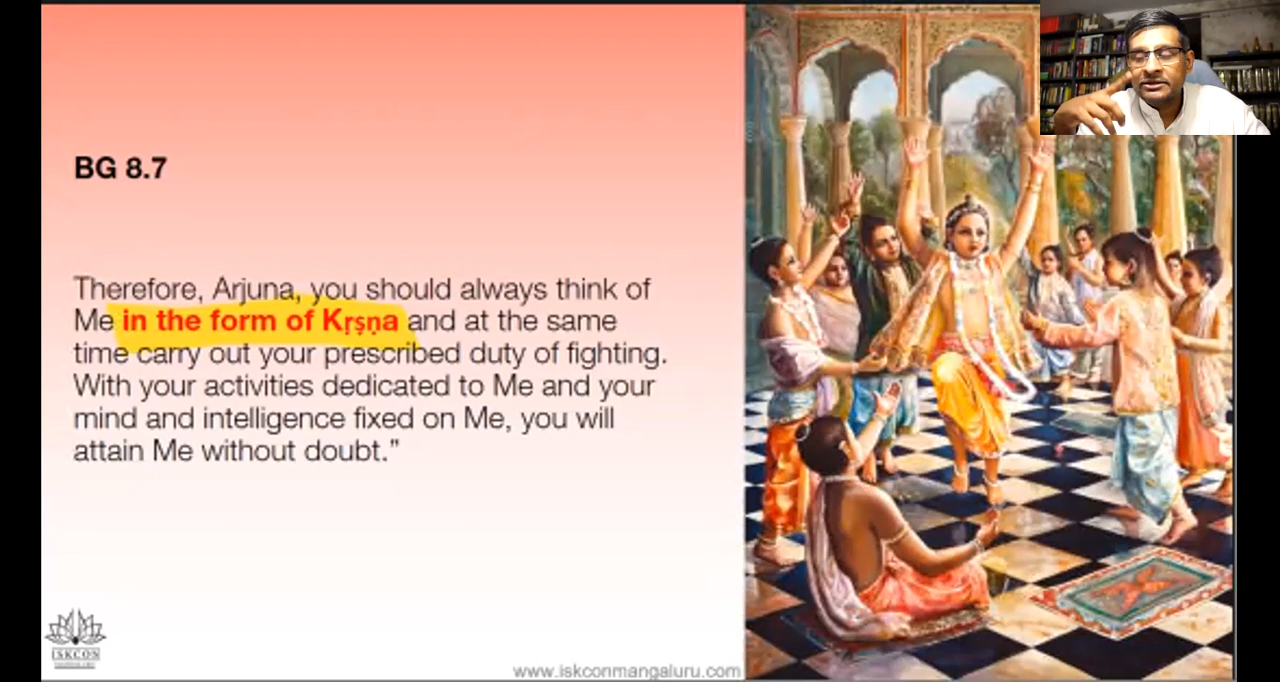 BG 8.7
Therefore, Arjuna, you should always think of
Me in the form of Kṛṣṇa and at the same
time carry out your prescribed duty of fighting.
With your activities dedicated to Me and your
mind and intelligence fixed on Me, you will
attain Me without doubt.”
ISKCON
www.iskconmangaluru.com